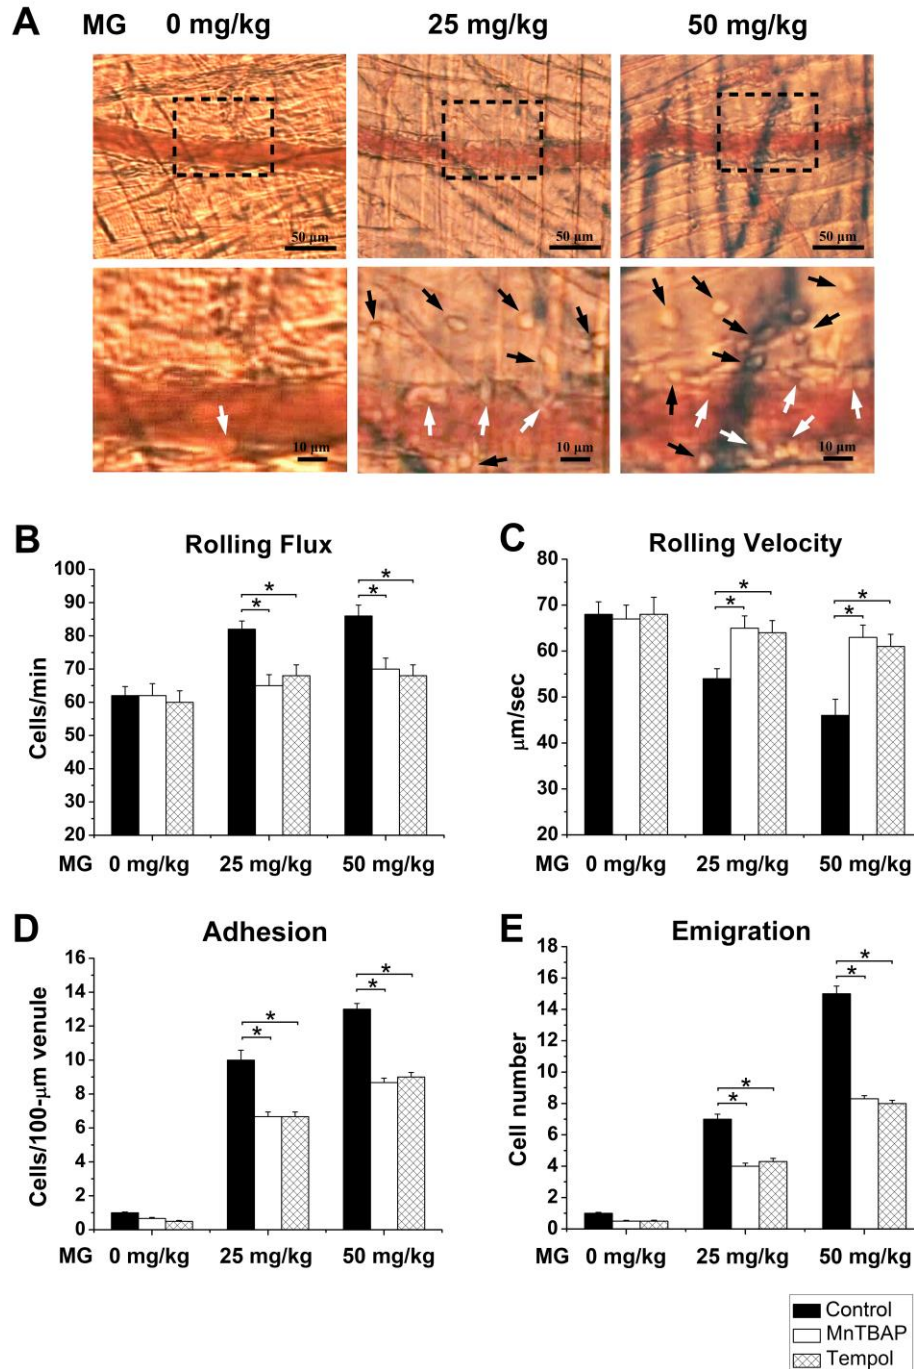 A MG 0 mg/kg 25 mg/kg 50 mg/kg
50 µm 50 µm 50 µm
10 µm 10 µm 10 µm
B Rolling Flux
Cells/min
100
90
80
70
60
50
40
30
20
* * * *
MG 0 mg/kg 25 mg/kg 50 mg/kg
C Rolling Velocity
µm/sec
80
70
60
50
40
30
20
* * * *
MG 0 mg/kg 25 mg/kg 50 mg/kg
D Adhesion
Cells/100-µm venule
16
14
12
10
8
6
4
2
0
* * * *
MG 0 mg/kg 25 mg/kg 50 mg/kg
E Emigration
Cell number
18
16
14
12
10
8
6
4
2
0
* * * *
MG 0 mg/kg 25 mg/kg 50 mg/kg
Control
MnTBAP
Tempol